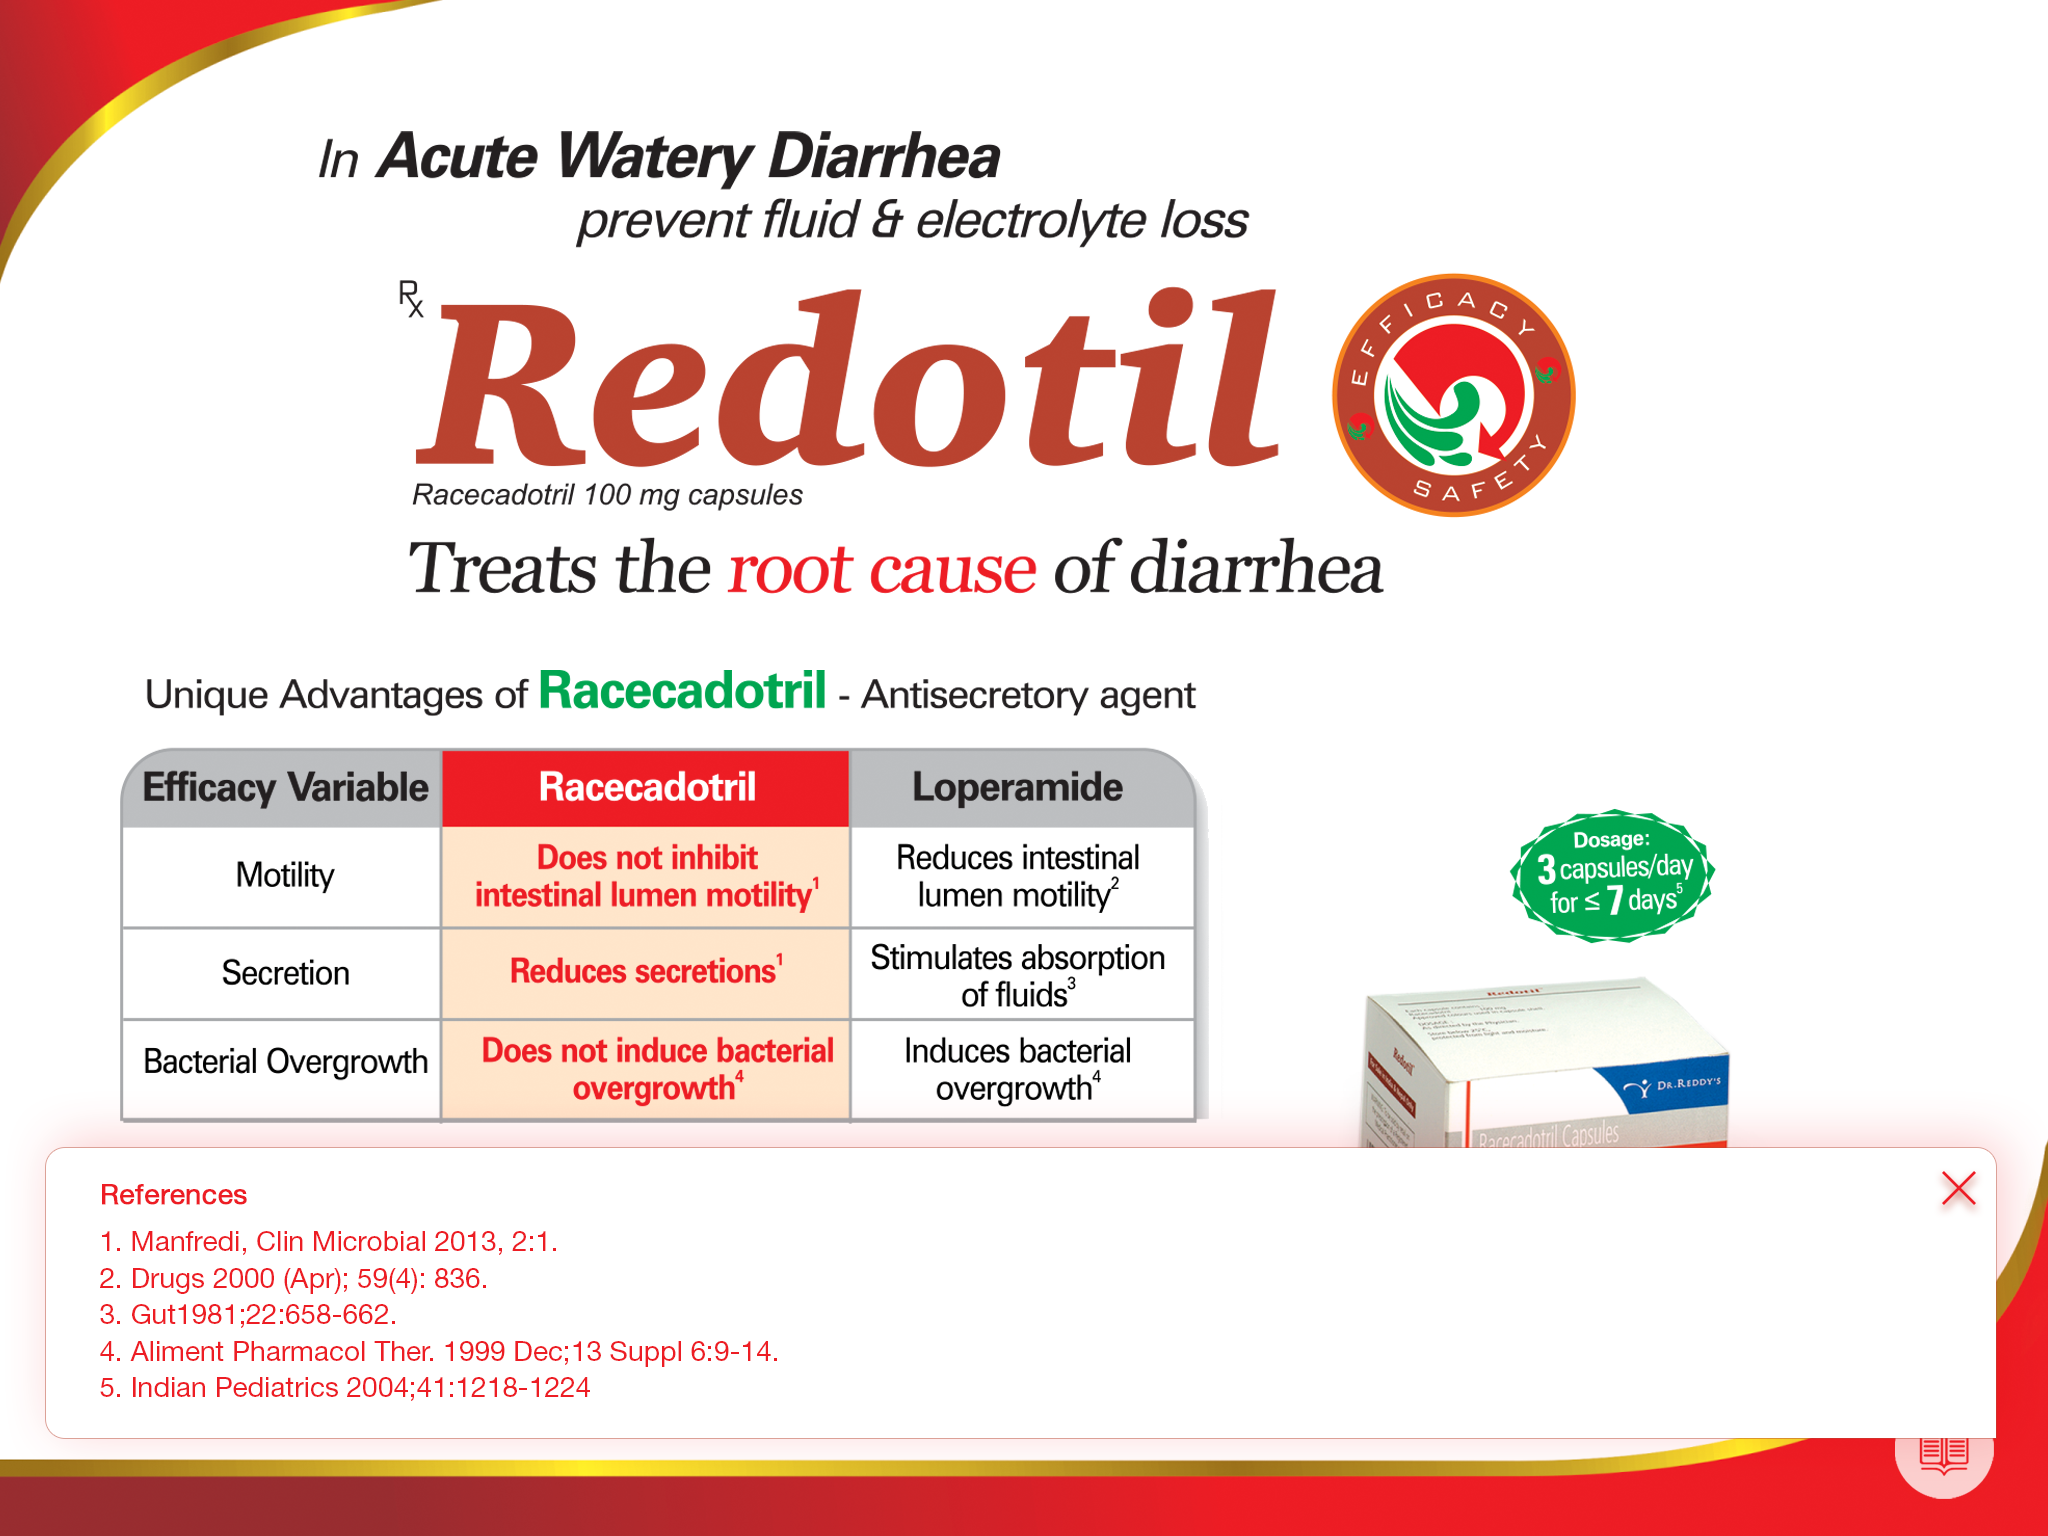 In Acute Watery Diarrhea
prevent fluid & electrolyte loss
Rx Redotil
EFFICACY
SAFETY
Racecadotril 100 mg capsules
Treats the root cause of diarrhea
Unique Advantages of Racecadotril - Antisecretory agent
Efficacy Variable Racecadotril Loperamide
Motility
Does not inhibit
intestinal lumen motility¹
Reduces intestinal
lumen motility²
Secretion
Reduces secretions¹
Stimulates absorption
of fluids³
Bacterial Overgrowth
Does not induce bacterial
overgrowth⁴
Induces bacterial
overgrowth⁴
Dosage:
3 capsules/day
for ≤ 7 days⁵
Redotil
Redotil
DR.REDDY'S
Racecadotril Capsules
References
1. Manfredi, Clin Microbial 2013, 2:1.
2. Drugs 2000 (Apr); 59(4): 836.
3. Gut1981;22:658-662.
4. Aliment Pharmacol Ther. 1999 Dec;13 Suppl 6:9-14.
5. Indian Pediatrics 2004;41:1218-1224